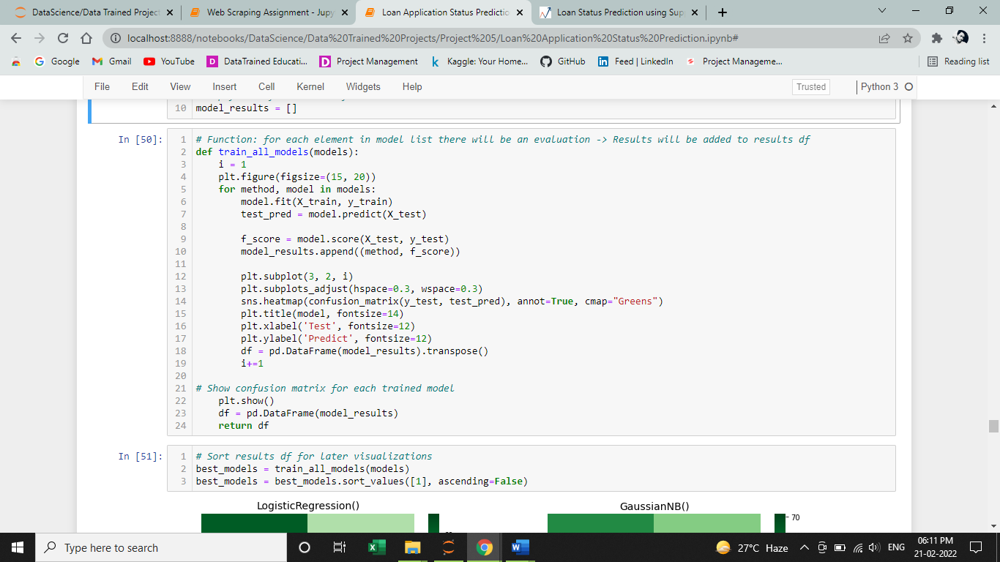 DataScience/Data Trained Project
Web Scraping Assignment - Jupy
Loan Application Status Predictio
Loan Status Prediction using Sup
localhost:8888/notebooks/DataScience/Data%20Trained%20Projects/Project%205/Loan%20Application%20Status%20Prediction.ipynb#
Google
Gmail
YouTube
DataTrained Educati...
Project Management
Kaggle: Your Home...
GitHub
Feed | LinkedIn
Project Manageme...
Reading list
File Edit View Insert Cell Kernel Widgets Help
Trusted
Python 3
10 model_results = []
In [50]:
1 # Function: for each element in model list there will be an evaluation -> Results will be added to results df
2 def train_all_models(models):
3     i = 1
4     plt.figure(figsize=(15, 20))
5     for method, model in models:
6         model.fit(X_train, y_train)
7         test_pred = model.predict(X_test)
8
9         f_score = model.score(X_test, y_test)
10         model_results.append((method, f_score))
11
12         plt.subplot(3, 2, i)
13         plt.subplots_adjust(hspace=0.3, wspace=0.3)
14         sns.heatmap(confusion_matrix(y_test, test_pred), annot=True, cmap="Greens")
15         plt.title(model, fontsize=14)
16         plt.xlabel('Test', fontsize=12)
17         plt.ylabel('Predict', fontsize=12)
18         df = pd.DataFrame(model_results).transpose()
19         i+=1
20
21 # Show confusion matrix for each trained model
22     plt.show()
23     df = pd.DataFrame(model_results)
24     return df
In [51]:
1 # Sort results df for later visualizations
2 best_models = train_all_models(models)
3 best_models = best_models.sort_values([1], ascending=False)
LogisticRegression()
GaussianNB()
70
Type here to search
27°C Haze
ENG
06:11 PM
21-02-2022